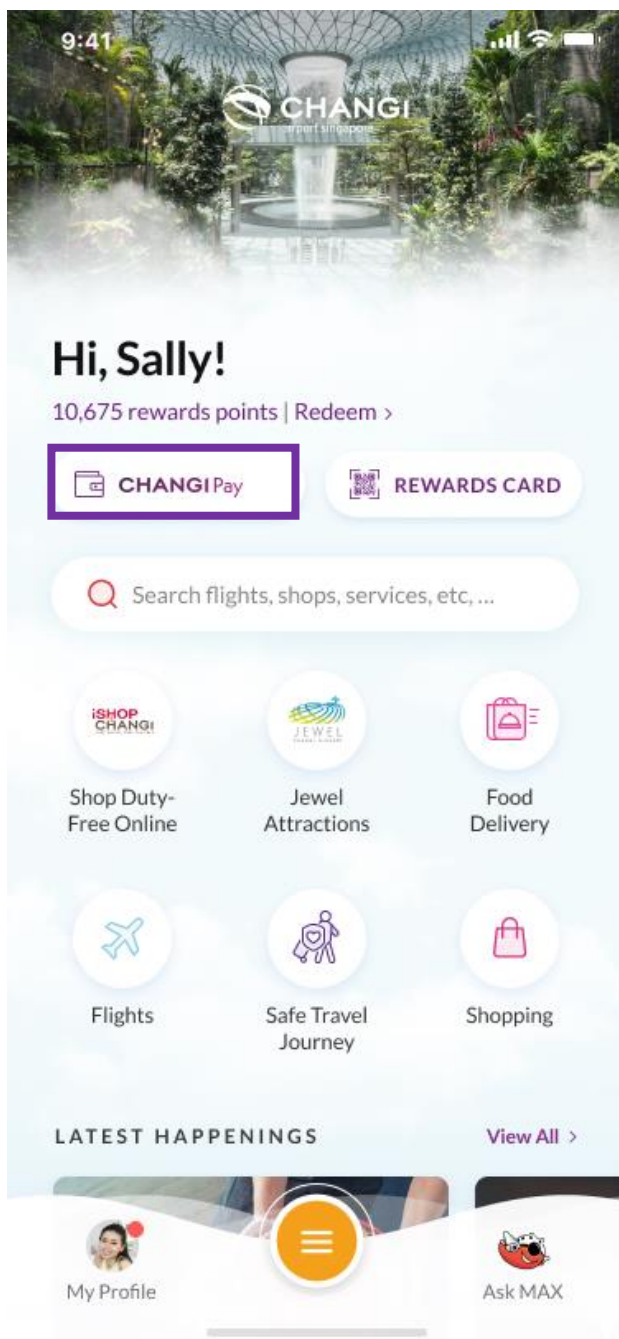 9:41
CHANGI
airport singapore
Hi, Sally!
10,675 rewards points | Redeem >
CHANGI Pay
REWARDS CARD
Search flights, shops, services, etc, ...
iSHOP
CHANGI
JEWEL
Shop Duty-
Free Online
Jewel
Attractions
Food
Delivery
Flights
Safe Travel
Journey
Shopping
LATEST HAPPENINGS
View All >
My Profile
Ask MAX